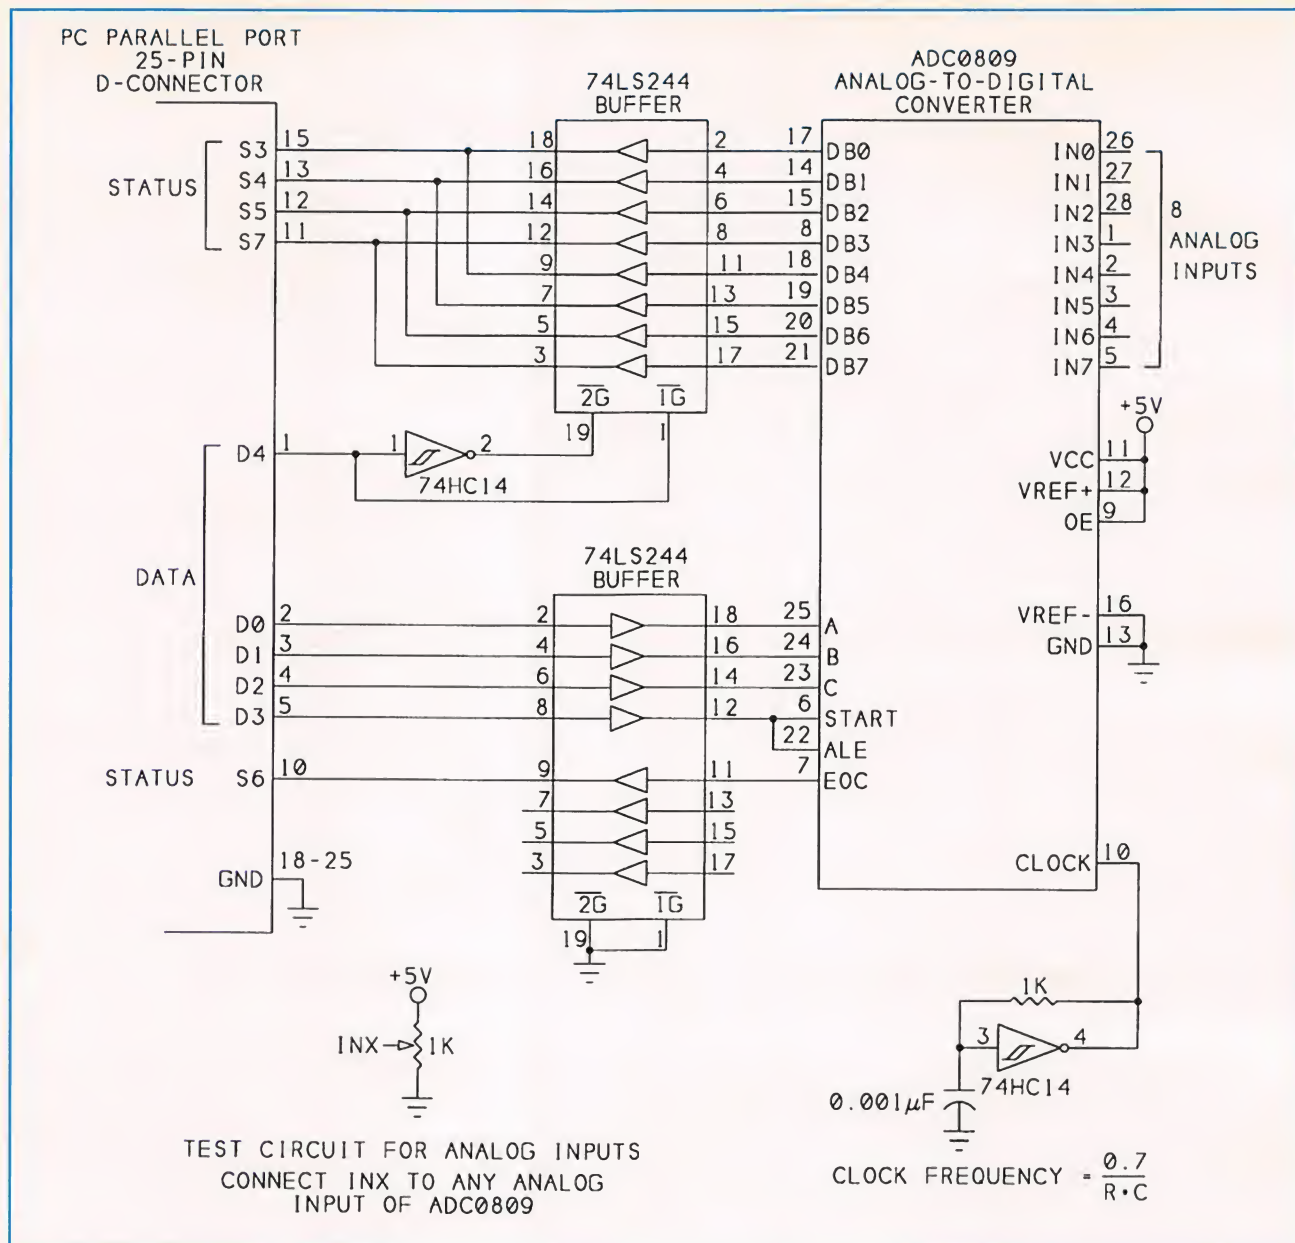 PC PARALLEL PORT
25-PIN
D-CONNECTOR
74LS244
BUFFER
ADC0809
ANALOG-TO-DIGITAL
CONVERTER
STATUS
S3 15 18 2 17 DB0 IN0 26
S4 13 16 4 14 DB1 IN1 27
S5 12 14 6 15 DB2 IN2 28
S7 11 12 8 8 DB3 IN3 1
9 11 18 DB4 IN4 2
7 13 19 DB5 IN5 3
5 15 20 DB6 IN6 4
3 17 21 DB7 IN7 5
8
ANALOG
INPUTS
2G 1G
19 1
D4 1 1 2
74HC14
+5V
VCC 11
VREF+ 12
OE 9
DATA
74LS244
BUFFER
D0 2 2 18 25 A
D1 3 4 16 24 B
D2 4 6 14 23 C
D3 5 8 12 6 START
22 ALE
STATUS S6 10 9 11 7 EOC
7 13
5 15
3 17
2G 1G
19 1
VREF- 16
GND 13
GND 18-25
CLOCK 10
+5V
INX 1K
TEST CIRCUIT FOR ANALOG INPUTS
CONNECT INX TO ANY ANALOG
INPUT OF ADC0809
1K
3 4
74HC14
0.001µF
CLOCK FREQUENCY = 0.7
R•C